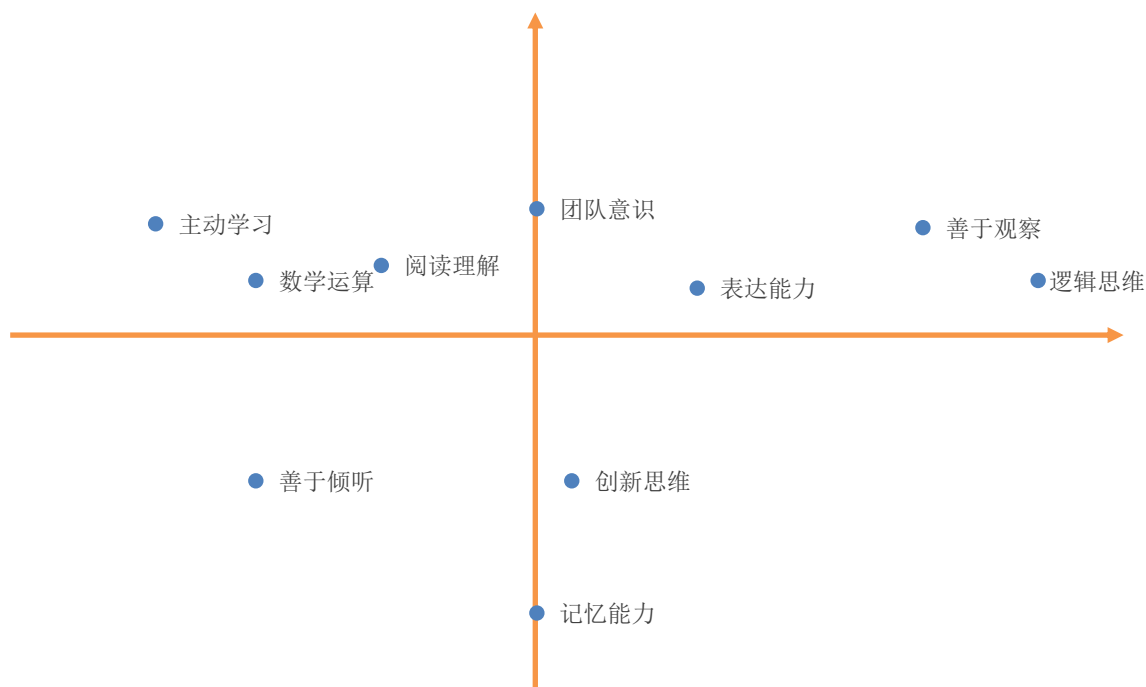 团队意识
主动学习
善于观察
阅读理解
数学运算
表达能力
逻辑思维
善于倾听
创新思维
记忆能力